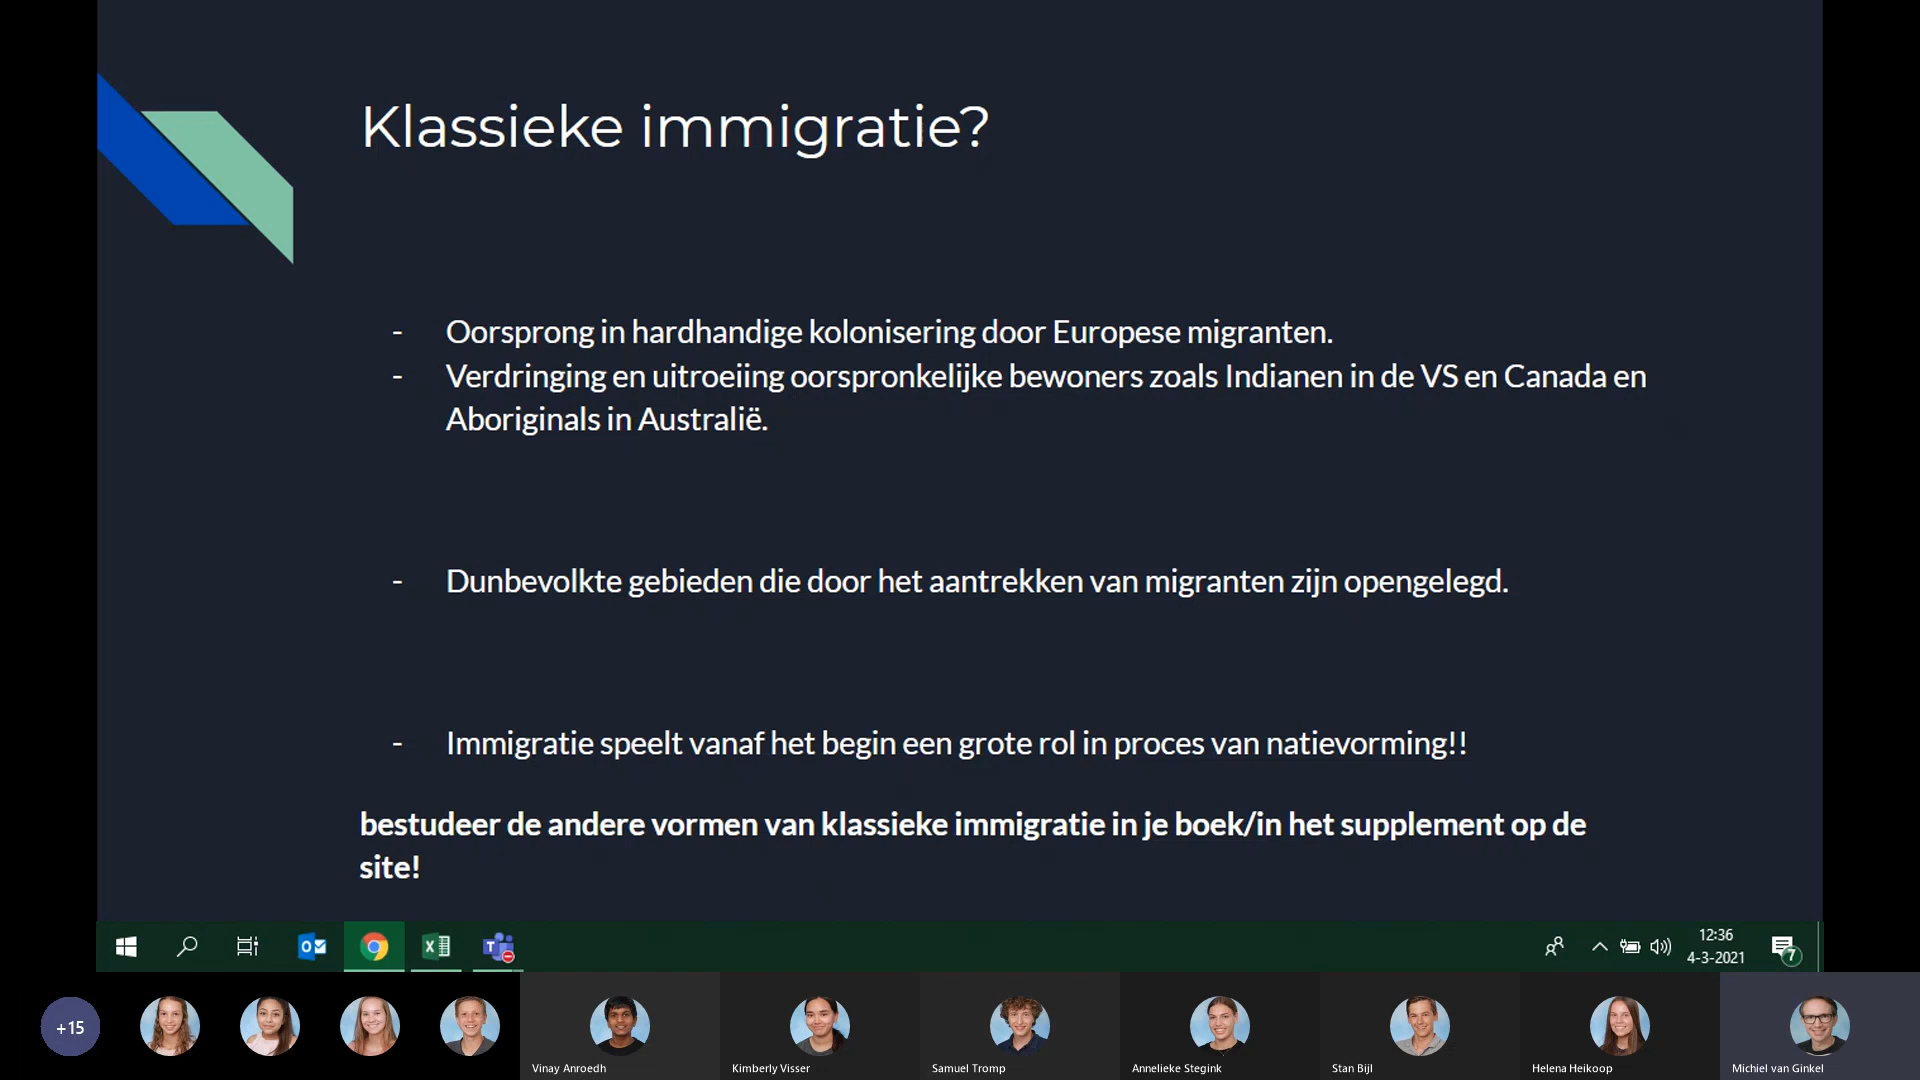 Klassieke immigratie?
- Oorsprong in hardhandige kolonisering door Europese migranten.
- Verdringing en uitroeiing oorspronkelijke bewoners zoals Indianen in de VS en Canada en
Aboriginals in Australië.
- Dunbevolkte gebieden die door het aantrekken van migranten zijn opengelegd.
- Immigratie speelt vanaf het begin een grote rol in proces van natievorming!!
bestudeer de andere vormen van klassieke immigratie in je boek/in het supplement op de
site!
12:36
4-3-2021
7
+15
Vinay Anroedh
Kimberly Visser
Samuel Tromp
Annelieke Stegink
Stan Bijl
Helena Heikoop
Michiel van Ginkel